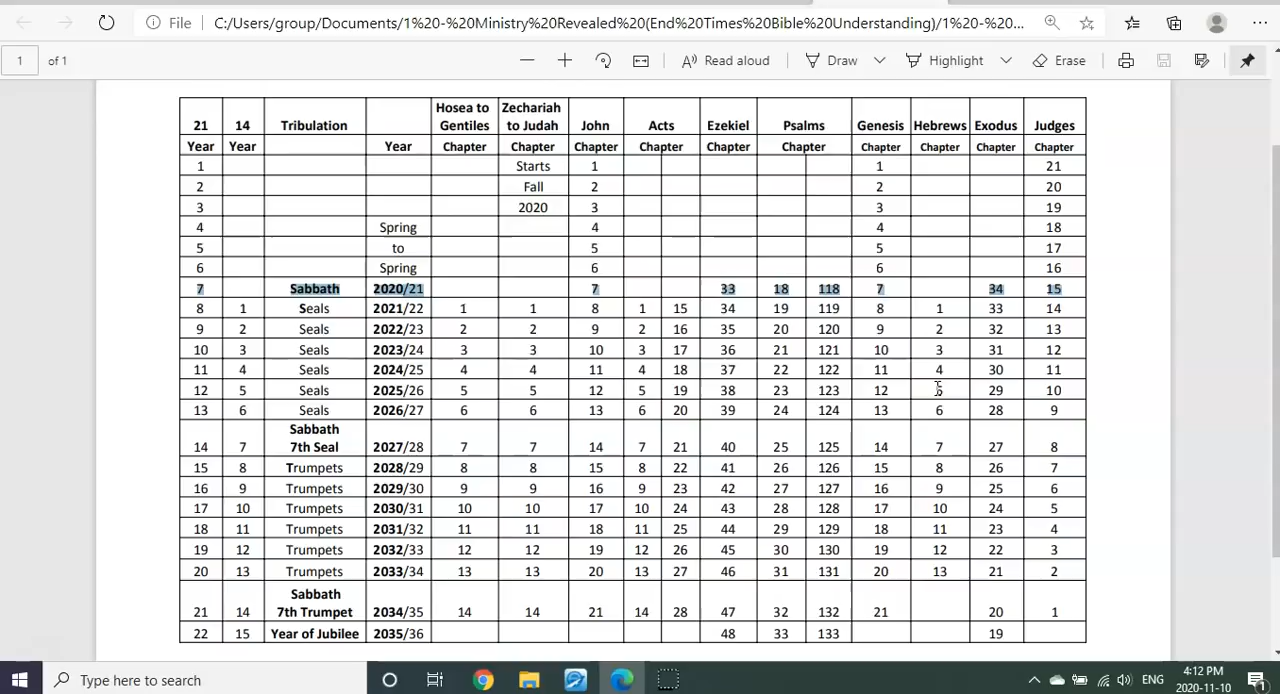 File C:/Users/group/Documents/1%20-%20Ministry%20Revealed%20(End%20Times%20Bible%20Understanding)/1%20-%20...
1 of 1 Read aloud Draw Highlight Erase
Hosea to Zechariah
21 14 Tribulation Gentiles to Judah John Acts Ezekiel Psalms Genesis Hebrews Exodus Judges
Year Year Year Chapter Chapter Chapter Chapter Chapter Chapter Chapter Chapter Chapter Chapter
1 Starts 1 1 21
2 Fall 2 2 20
3 2020 3 3 19
4 Spring 4 4 18
5 to 5 5 17
6 Spring 6 6 16
7 Sabbath 2020/21 7 33 18 118 7 34 15
8 1 Seals 2021/22 1 1 8 1 15 34 19 119 8 1 33 14
9 2 Seals 2022/23 2 2 9 2 16 35 20 120 9 2 32 13
10 3 Seals 2023/24 3 3 10 3 17 36 21 121 10 3 31 12
11 4 Seals 2024/25 4 4 11 4 18 37 22 122 11 4 30 11
12 5 Seals 2025/26 5 5 12 5 19 38 23 123 12 5 29 10
13 6 Seals 2026/27 6 6 13 6 20 39 24 124 13 6 28 9
Sabbath
14 7 7th Seal 2027/28 7 7 14 7 21 40 25 125 14 7 27 8
15 8 Trumpets 2028/29 8 8 15 8 22 41 26 126 15 8 26 7
16 9 Trumpets 2029/30 9 9 16 9 23 42 27 127 16 9 25 6
17 10 Trumpets 2030/31 10 10 17 10 24 43 28 128 17 10 24 5
18 11 Trumpets 2031/32 11 11 18 11 25 44 29 129 18 11 23 4
19 12 Trumpets 2032/33 12 12 19 12 26 45 30 130 19 12 22 3
20 13 Trumpets 2033/34 13 13 20 13 27 46 31 131 20 13 21 2
Sabbath
21 14 7th Trumpet 2034/35 14 14 21 14 28 47 32 132 21 20 1
22 15 Year of Jubilee 2035/36 48 33 133 19
Type here to search ENG 4:12 PM
2020-11-10 1